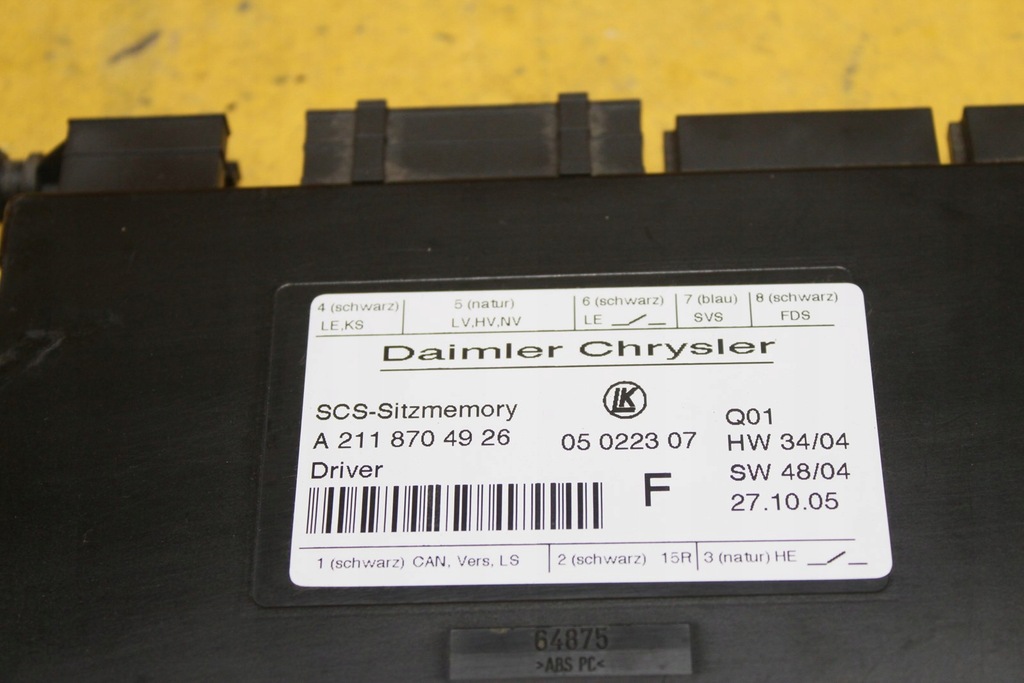 4 (schwarz) 5 (natur) 6 (schwarz) 7 (blau) 8 (schwarz)
LE,KS LV,HV,NV LE SVS FDS
Daimler Chrysler
LK
SCS-Sitzmemory Q01
A 211 870 49 26 05 0223 07 HW 34/04
Driver F SW 48/04
27.10.05
1 (schwarz) CAN, Vers, LS 2 (schwarz) 15R 3 (natur) HE
64875
>ABS PC<